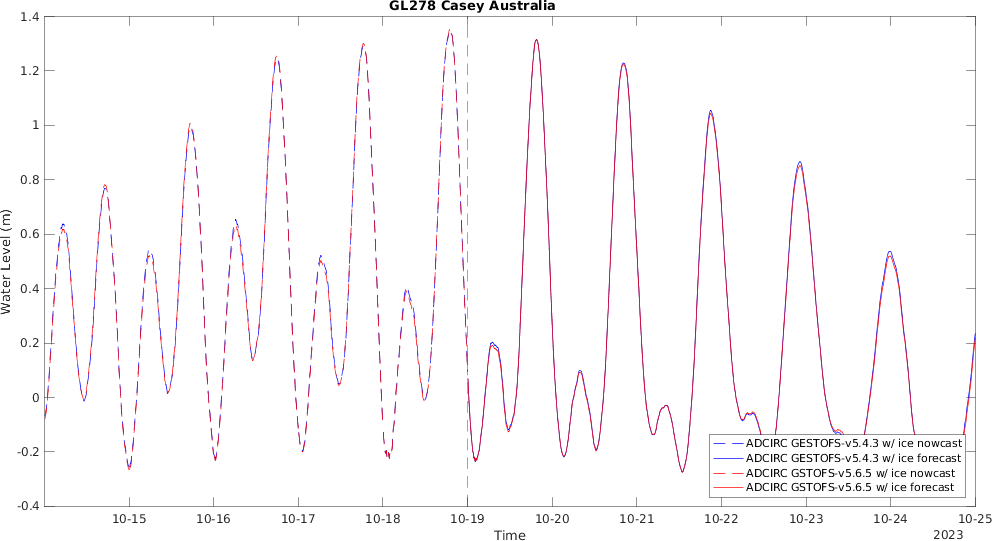 GL278 Casey Australia
Water Level (m)
1.4
1.2
1
0.8
0.6
0.4
0.2
0
-0.2
-0.4
ADCIRC GESTOFS-v5.4.3 w/ ice nowcast
ADCIRC GESTOFS-v5.4.3 w/ ice forecast
ADCIRC GSTOFS-v5.6.5 w/ ice nowcast
ADCIRC GSTOFS-v5.6.5 w/ ice forecast
10-15 10-16 10-17 10-18 10-19 10-20 10-21 10-22 10-23 10-24 10-25
Time
2023